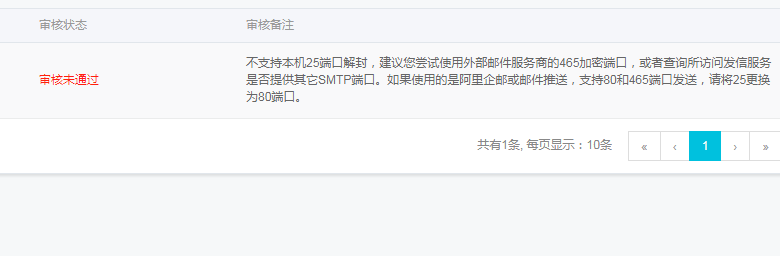 审核状态 审核备注
不支持本机25端口解封，建议您尝试使用外部邮件服务商的465加密端口，或者查询所访问发信服务
审核未通过 是否提供其它SMTP端口。如果使用的是阿里企邮或邮件推送，支持80和465端口发送，请将25更换
为80端口。
共有1条, 每页显示：10条 « ‹ 1 › »